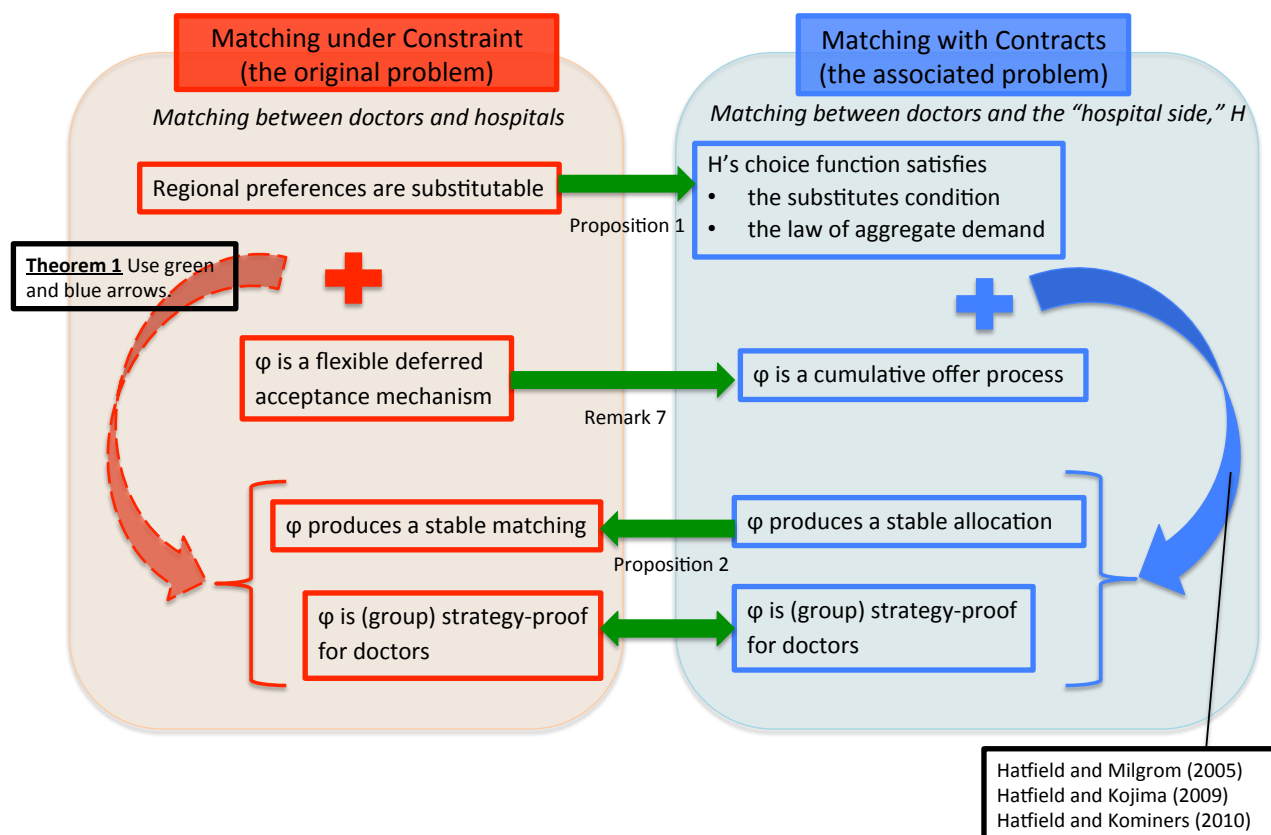 Matching under Constraint
(the original problem)
Matching between doctors and hospitals
Matching with Contracts
(the associated problem)
Matching between doctors and the “hospital side,” H
Regional preferences are substitutable
Proposition 1
H’s choice function satisfies
• the substitutes condition
• the law of aggregate demand
Theorem 1 Use green
and blue arrows.
φ is a flexible deferred
acceptance mechanism
Remark 7
φ is a cumulative offer process
φ produces a stable matching
Proposition 2
φ produces a stable allocation
φ is (group) strategy-proof
for doctors
φ is (group) strategy-proof
for doctors
Hatfield and Milgrom (2005)
Hatfield and Kojima (2009)
Hatfield and Kominers (2010)